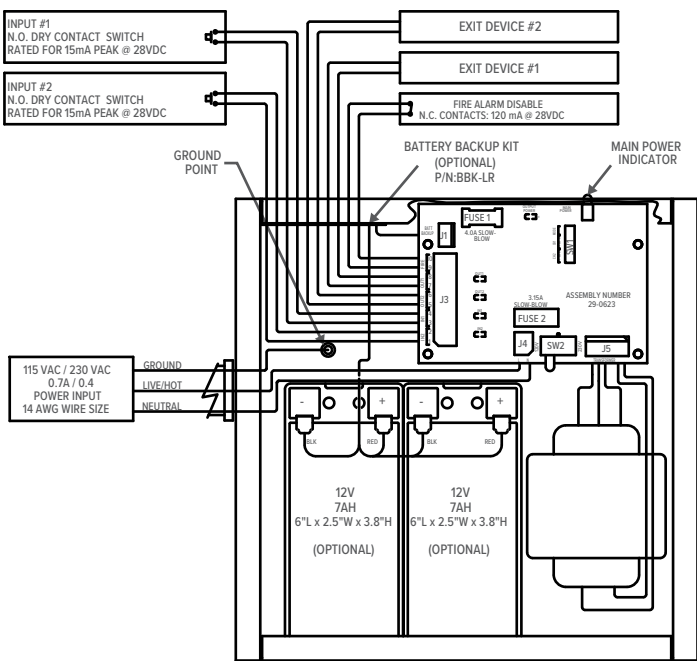 INPUT #1
N.O. DRY CONTACT SWITCH
RATED FOR 15mA PEAK @ 28VDC
INPUT #2
N.O. DRY CONTACT SWITCH
RATED FOR 15mA PEAK @ 28VDC
EXIT DEVICE #2
EXIT DEVICE #1
FIRE ALARM DISABLE
N.C. CONTACTS: 120 mA @ 28VDC
GROUND
POINT
BATTERY BACKUP KIT
(OPTIONAL)
P/N:BBK-LR
MAIN POWER
INDICATOR
FUSE 1
4.0A SLOW-
BLOW
J1
SW1
J3
ASSEMBLY NUMBER
29-0623
3.15A
SLOW-BLOW
FUSE 2
J4
SW2
J5
115 VAC / 230 VAC
0.7A / 0.4
POWER INPUT
14 AWG WIRE SIZE
GROUND
LIVE/HOT
NEUTRAL
- +
- +
BLK RED
BLK RED
12V
7AH
6"L x 2.5"W x 3.8"H
(OPTIONAL)
12V
7AH
6"L x 2.5"W x 3.8"H
(OPTIONAL)